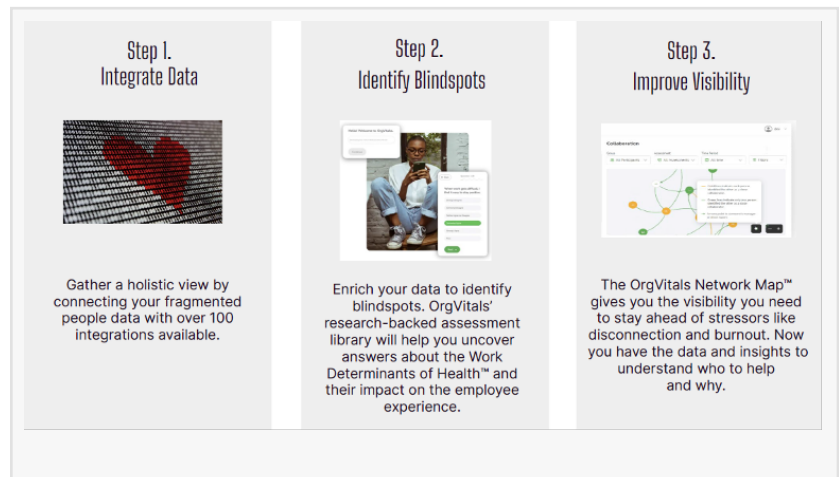 Step 1.
Integrate Data
Gather a holistic view by
connecting your fragmented
people data with over 100
integrations available.
Step 2.
Identify Blindspots
Enrich your data to identify
blindspots. OrgVitals'
research-backed assessment
library will help you uncover
answers about the Work
Determinants of Health™ and
their impact on the employee
experience.
Step 3.
Improve Visibility
Collaboration
The OrgVitals Network Map™
gives you the visibility you need
to stay ahead of stressors like
disconnection and burnout. Now
you have the data and insights to
understand who to help
and why.